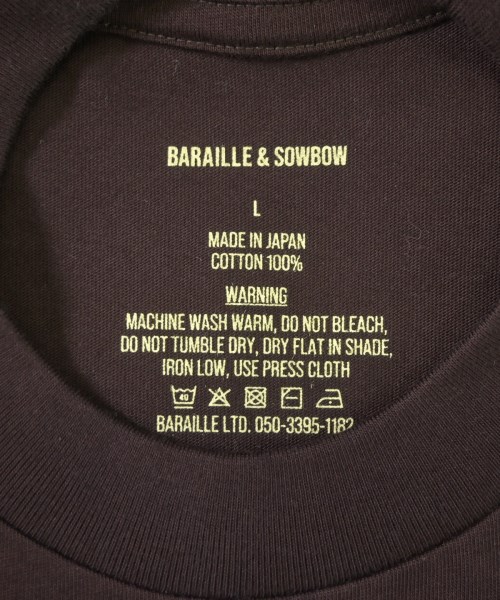 BARAILLE & SOWBOW
L
MADE IN JAPAN
COTTON 100%
WARNING
MACHINE WASH WARM, DO NOT BLEACH,
DO NOT TUMBLE DRY, DRY FLAT IN SHADE,
IRON LOW, USE PRESS CLOTH
40
BARAILLE LTD. 050-3395-1182